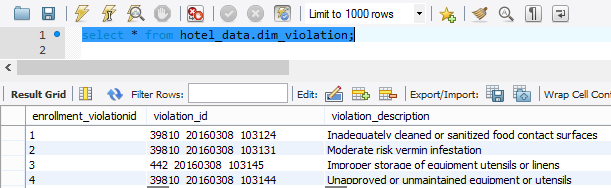 Limit to 1000 rows
1 select * from hotel_data.dim_violation;
2
Result Grid Filter Rows: Edit: Export/Import: Wrap Cell Con
enrollment_violationid violation_id violation_description
1 39810 20160308 103124 Inadequately cleaned or sanitized food contact surfaces
2 39810 20160308 103131 Moderate risk vermin infestation
3 442 20160308 103145 Improper storage of equipment utensils or linens
4 39810 20160308 103144 Unapproved or unmaintained equipment or utensils